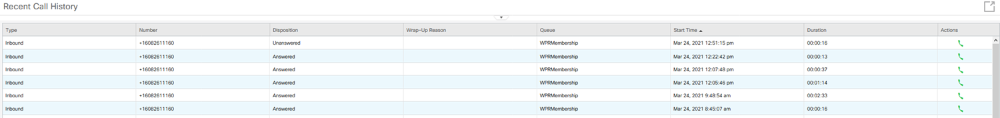 Recent Call History
Type Number Disposition Wrap-Up Reason Queue Start Time Duration Actions
Inbound +16082611160 Unanswered WPRMembership Mar 24, 2021 12:51:15 pm 00:00:16
Inbound +16082611160 Answered WPRMembership Mar 24, 2021 12:22:42 pm 00:00:13
Inbound +16082611160 Answered WPRMembership Mar 24, 2021 12:07:48 pm 00:00:37
Inbound +16082611160 Answered WPRMembership Mar 24, 2021 12:05:46 pm 00:01:14
Inbound +16082611160 Answered WPRMembership Mar 24, 2021 9:48:54 am 00:02:33
Inbound +16082611160 Answered WPRMembership Mar 24, 2021 8:45:07 am 00:00:16